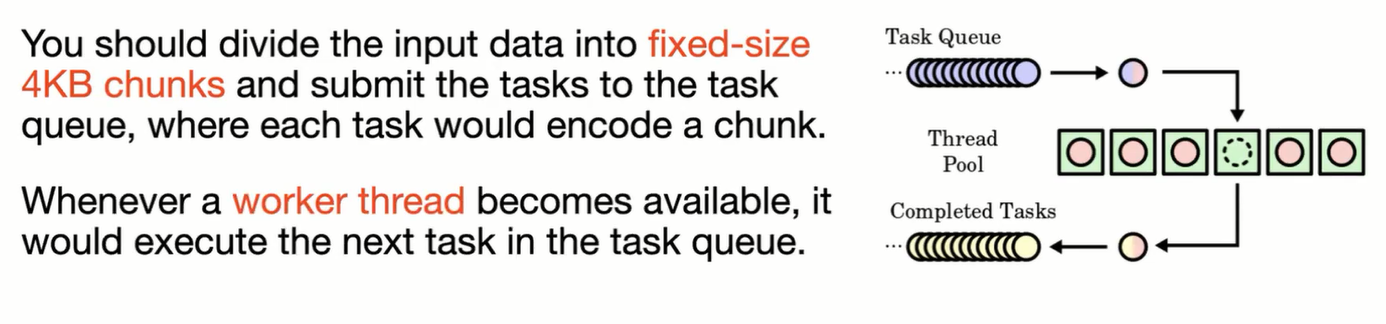 You should divide the input data into fixed-size
4KB chunks and submit the tasks to the task
queue, where each task would encode a chunk.
Whenever a worker thread becomes available, it
would execute the next task in the task queue.
Task Queue
...
Thread
Pool
Completed Tasks
...